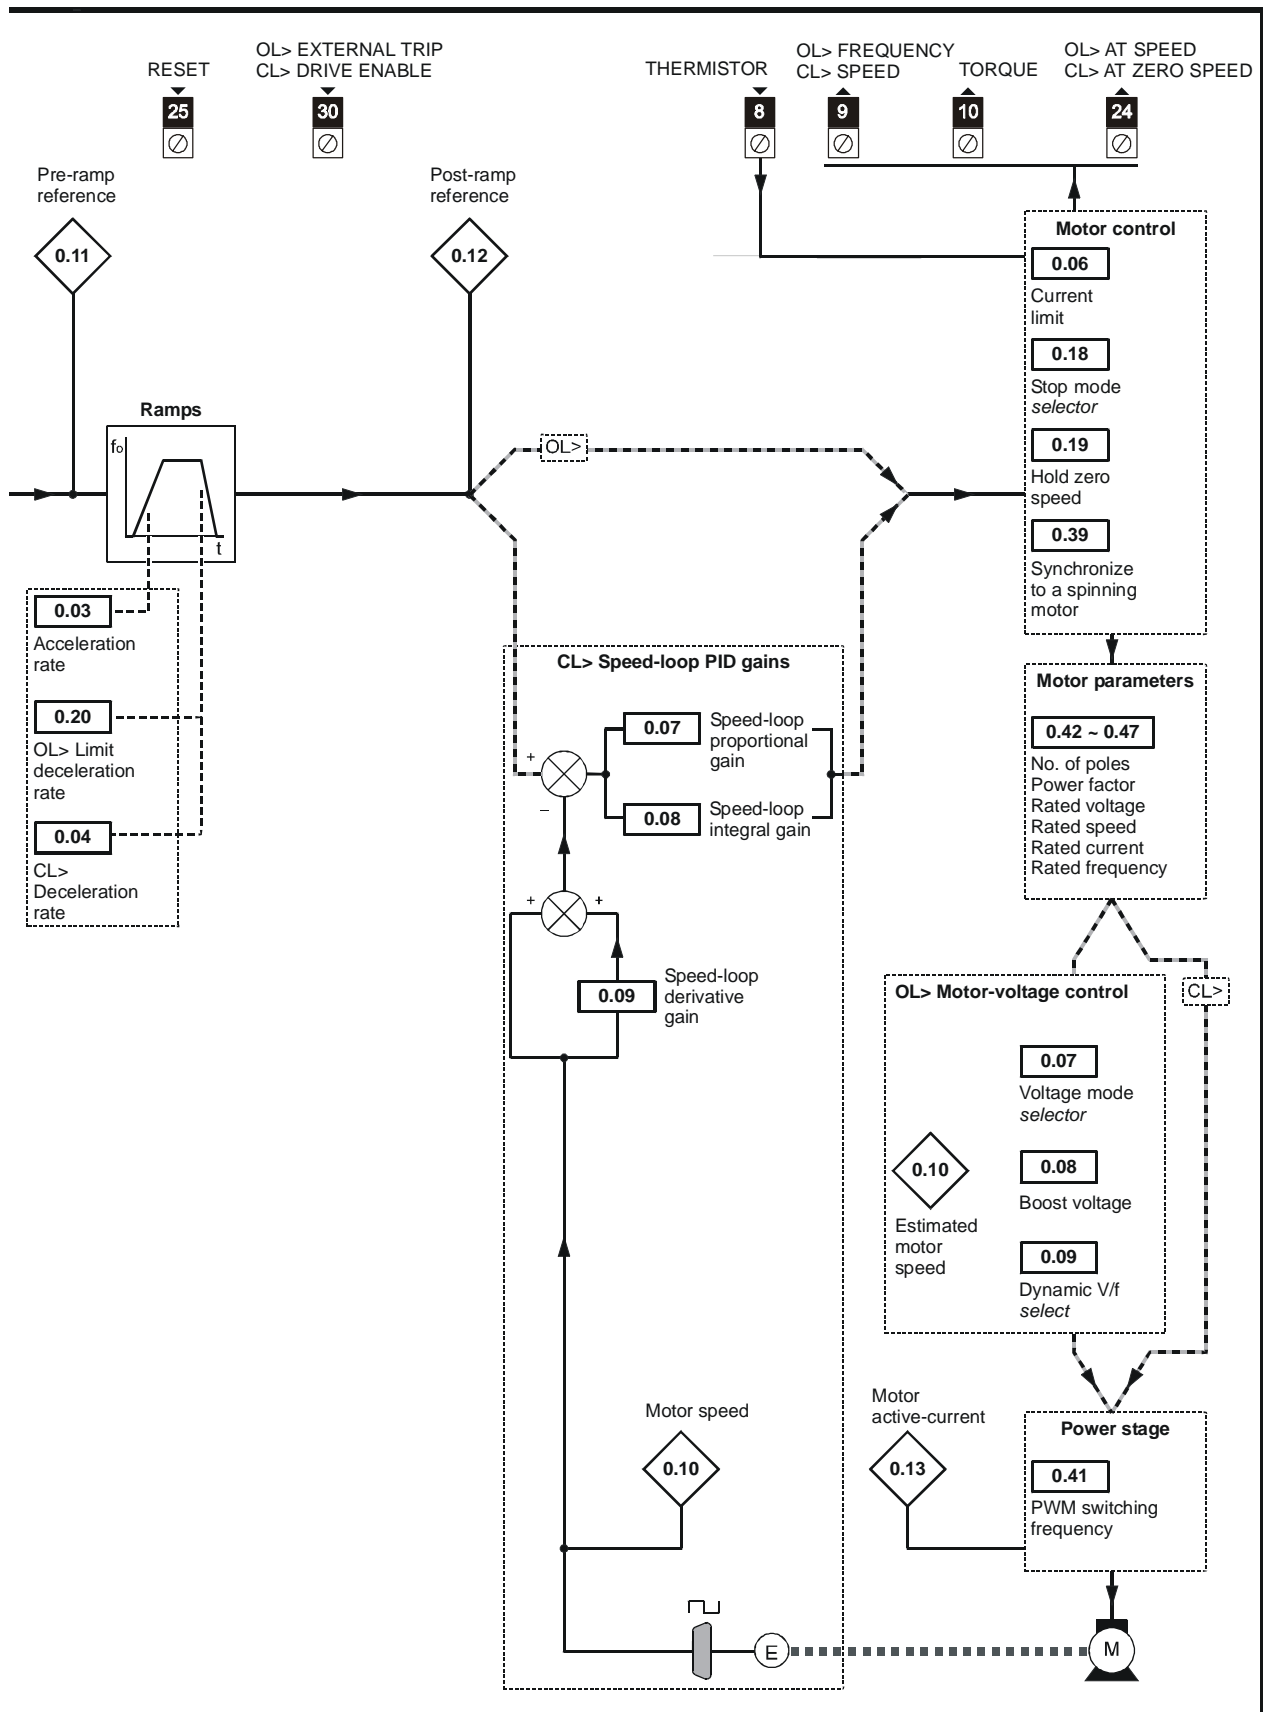 RESET
OL> EXTERNAL TRIP
CL> DRIVE ENABLE
THERMISTOR
OL> FREQUENCY
CL> SPEED
TORQUE
OL> AT SPEED
CL> AT ZERO SPEED
25
30
8
9
10
24
Pre-ramp
reference
0.11
Post-ramp
reference
0.12
Motor control
0.06
Current
limit
0.18
Stop mode
selector
0.19
Hold zero
speed
0.39
Synchronize
to a spinning
motor
Ramps
fo
t
OL>
0.03
Acceleration
rate
0.20
OL> Limit
deceleration
rate
0.04
CL>
Deceleration
rate
CL> Speed-loop PID gains
0.07
Speed-loop
proportional
gain
+
−
0.08
Speed-loop
integral gain
+
+
0.09
Speed-loop
derivative
gain
Motor parameters
0.42 ~ 0.47
No. of poles
Power factor
Rated voltage
Rated speed
Rated current
Rated frequency
OL> Motor-voltage control
CL>
0.07
Voltage mode
selector
0.10
Estimated
motor
speed
0.08
Boost voltage
0.09
Dynamic V/f
select
Motor speed
0.10
Motor
active-current
0.13
Power stage
0.41
PWM switching
frequency
E
M